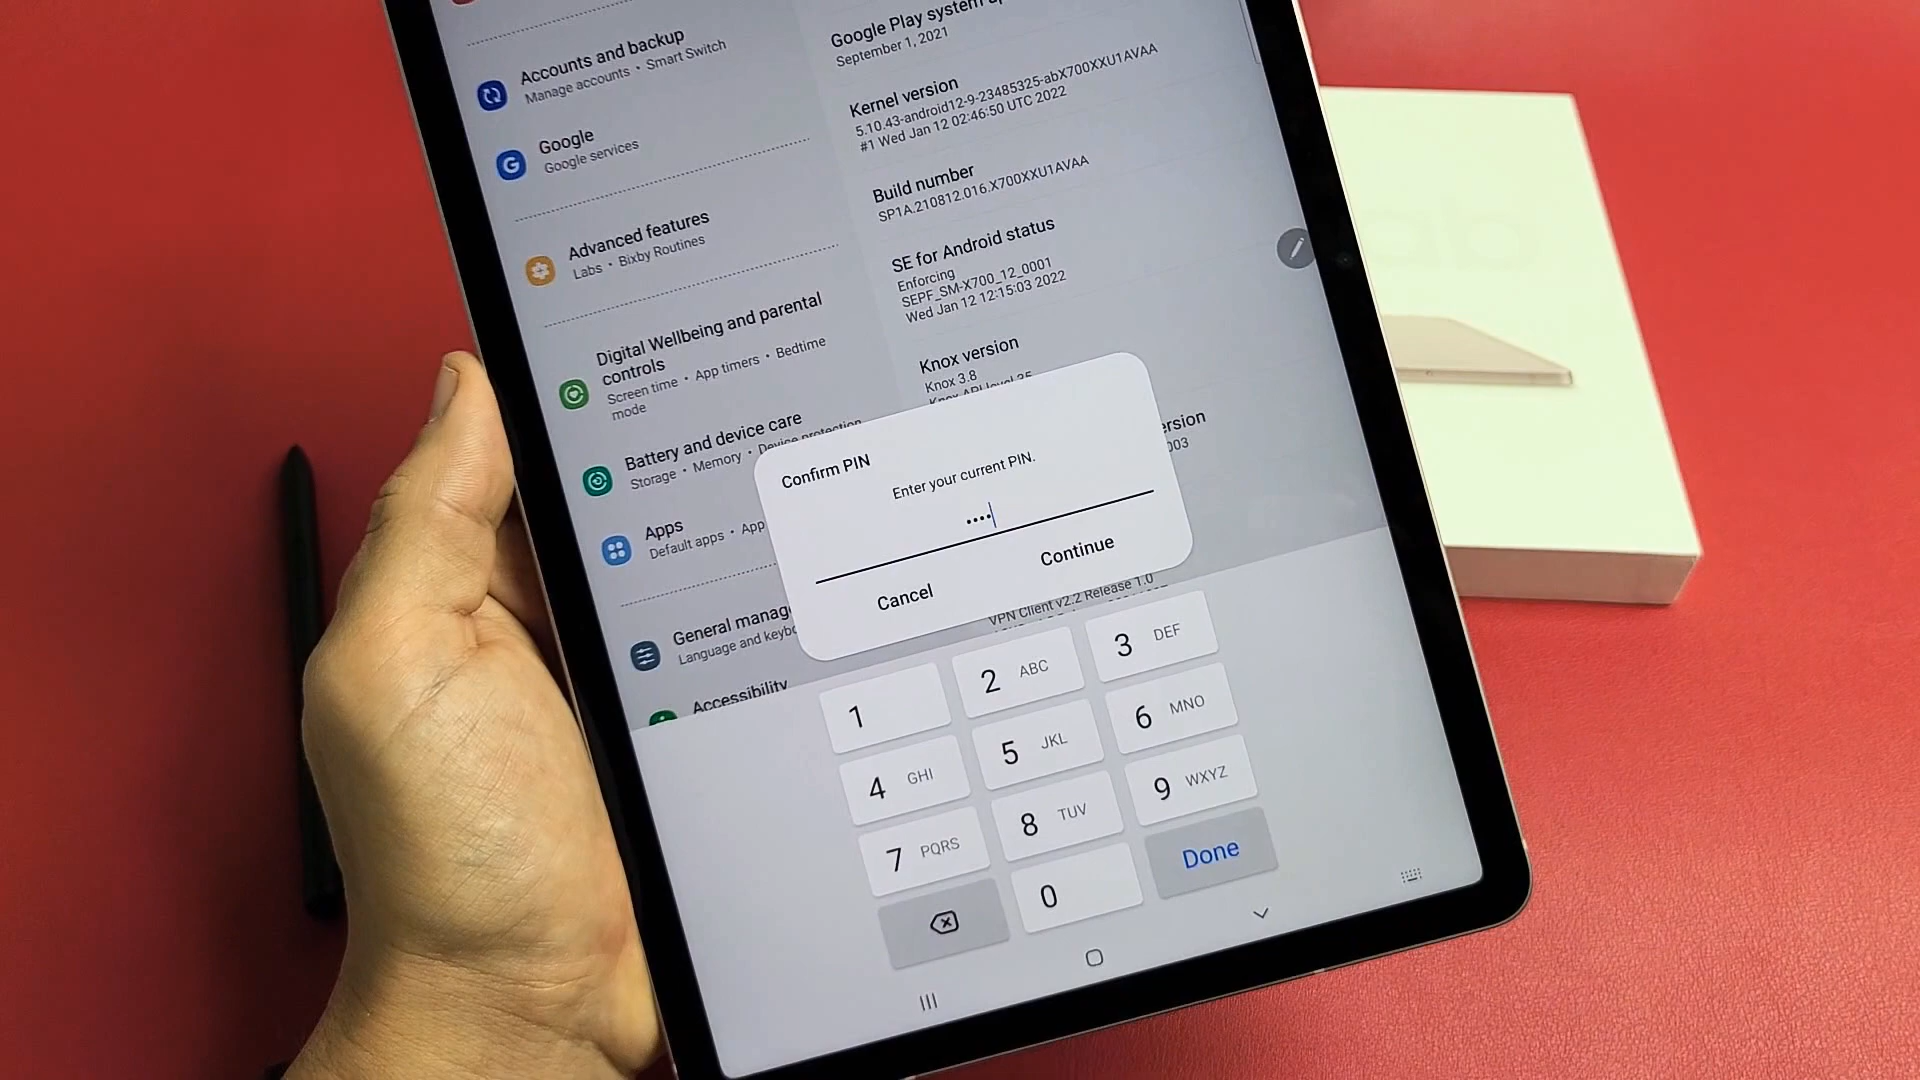 Accounts and backup
Manage accounts • Smart Switch
Google
Google services
Advanced features
Labs • Bixby Routines
Digital Wellbeing and parental
controls
Screen time • App timers • Bedtime
mode
Battery and device care
Storage • Memory • Device protection
Apps
Default apps • App
General manag
Language and keybo
Accessibility
Google Play system
September 1, 2021
Kernel version
5.10.43-android12-9-23485325-abX700XXU1AVAA
#1 Wed Jan 12 02:46:50 UTC 2022
Build number
SP1A.210812.016.X700XXU1AVAA
SE for Android status
Enforcing
SEPF_SM-X700_12_0001
Wed Jan 12 12:15:03 2022
Knox version
Knox 3.8
Knox API level 35
ersion
003
Confirm PIN
Enter your current PIN.
Cancel
Continue
VPN Client v2.2 Release 1.0
1
2 ABC
3 DEF
4 GHI
5 JKL
6 MNO
7 PQRS
8 TUV
9 WXYZ
0
Done